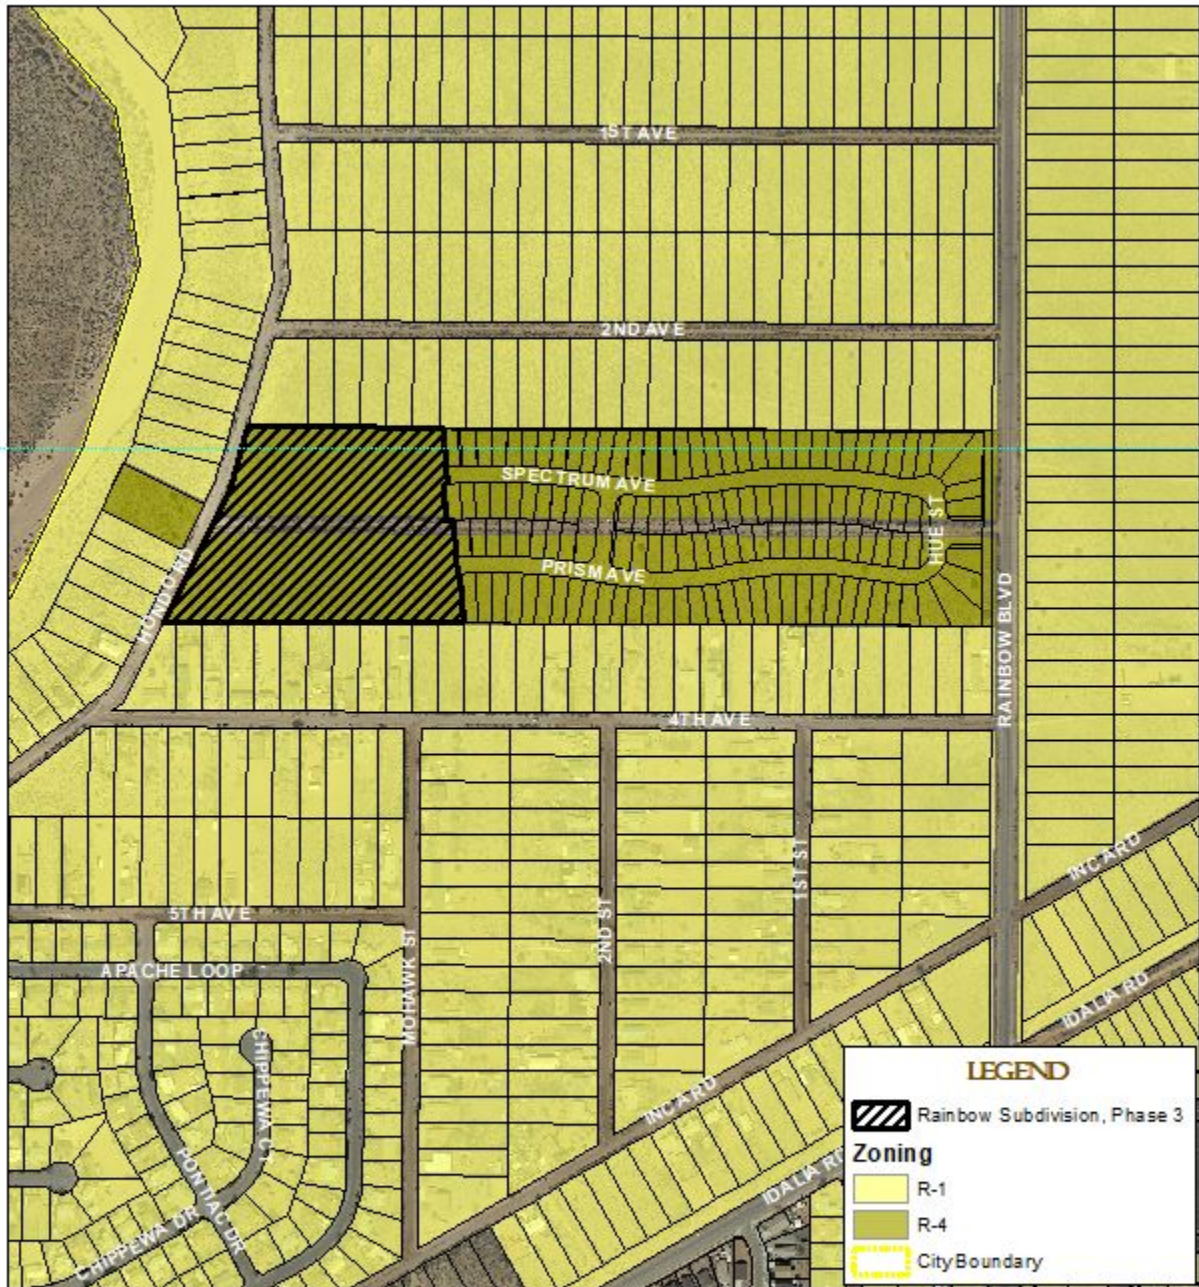 1ST AVE
2ND AVE
SPECTRUM AVE
HUE ST
PRISM AVE
HONDO RD
RAINBOW BLVD
4TH AVE
INCA RD
1ST ST
5TH AVE
2ND ST
MOHAWK ST
APACHE LOOP
IDALIA RD
CHIPPEWA CT
INCA RD
PONTIAC DR
IDALIA RD
CHIPPEWA DR
LEGEND
Rainbow Subdivision, Phase 3
Zoning
R-1
R-4
City Boundary